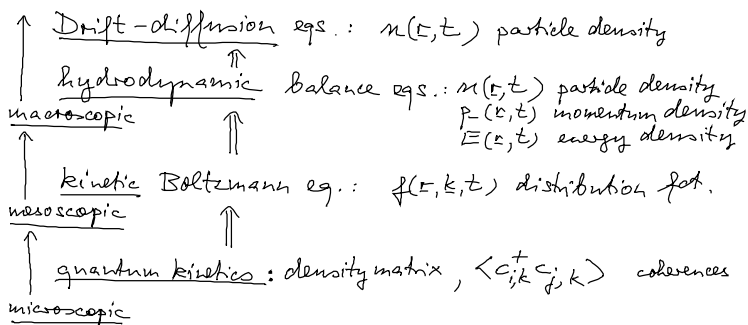 Drift-diffusion eqs.: n(r,t) particle density
⇑
hydrodynamic balance eqs.: n(r,t) particle density
macroscopic p(r,t) momentum density
⇑ E(r,t) energy density
kinetic Boltzmann eq.: f(r,k,t) distribution fct.
mesoscopic
⇑
quantum kinetics: density matrix, <c⁺i,k cj,k> coherences
microscopic